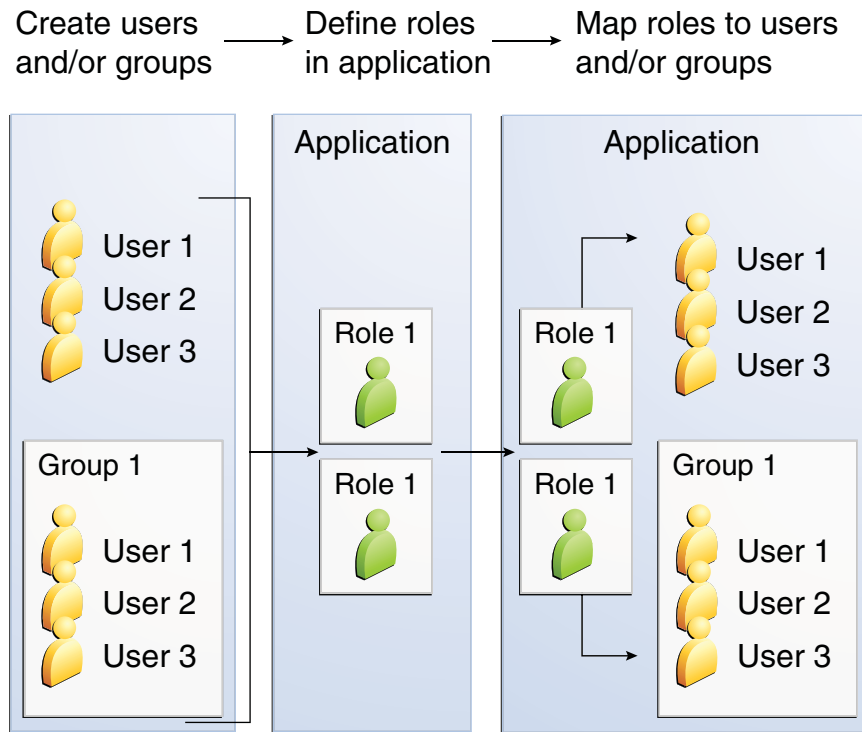 Create users
and/or groups
Define roles
in application
Map roles to users
and/or groups
User 1
User 2
User 3
Group 1
User 1
User 2
User 3
Application
Role 1
Role 1
Application
Role 1
Role 1
User 1
User 2
User 3
Group 1
User 1
User 2
User 3